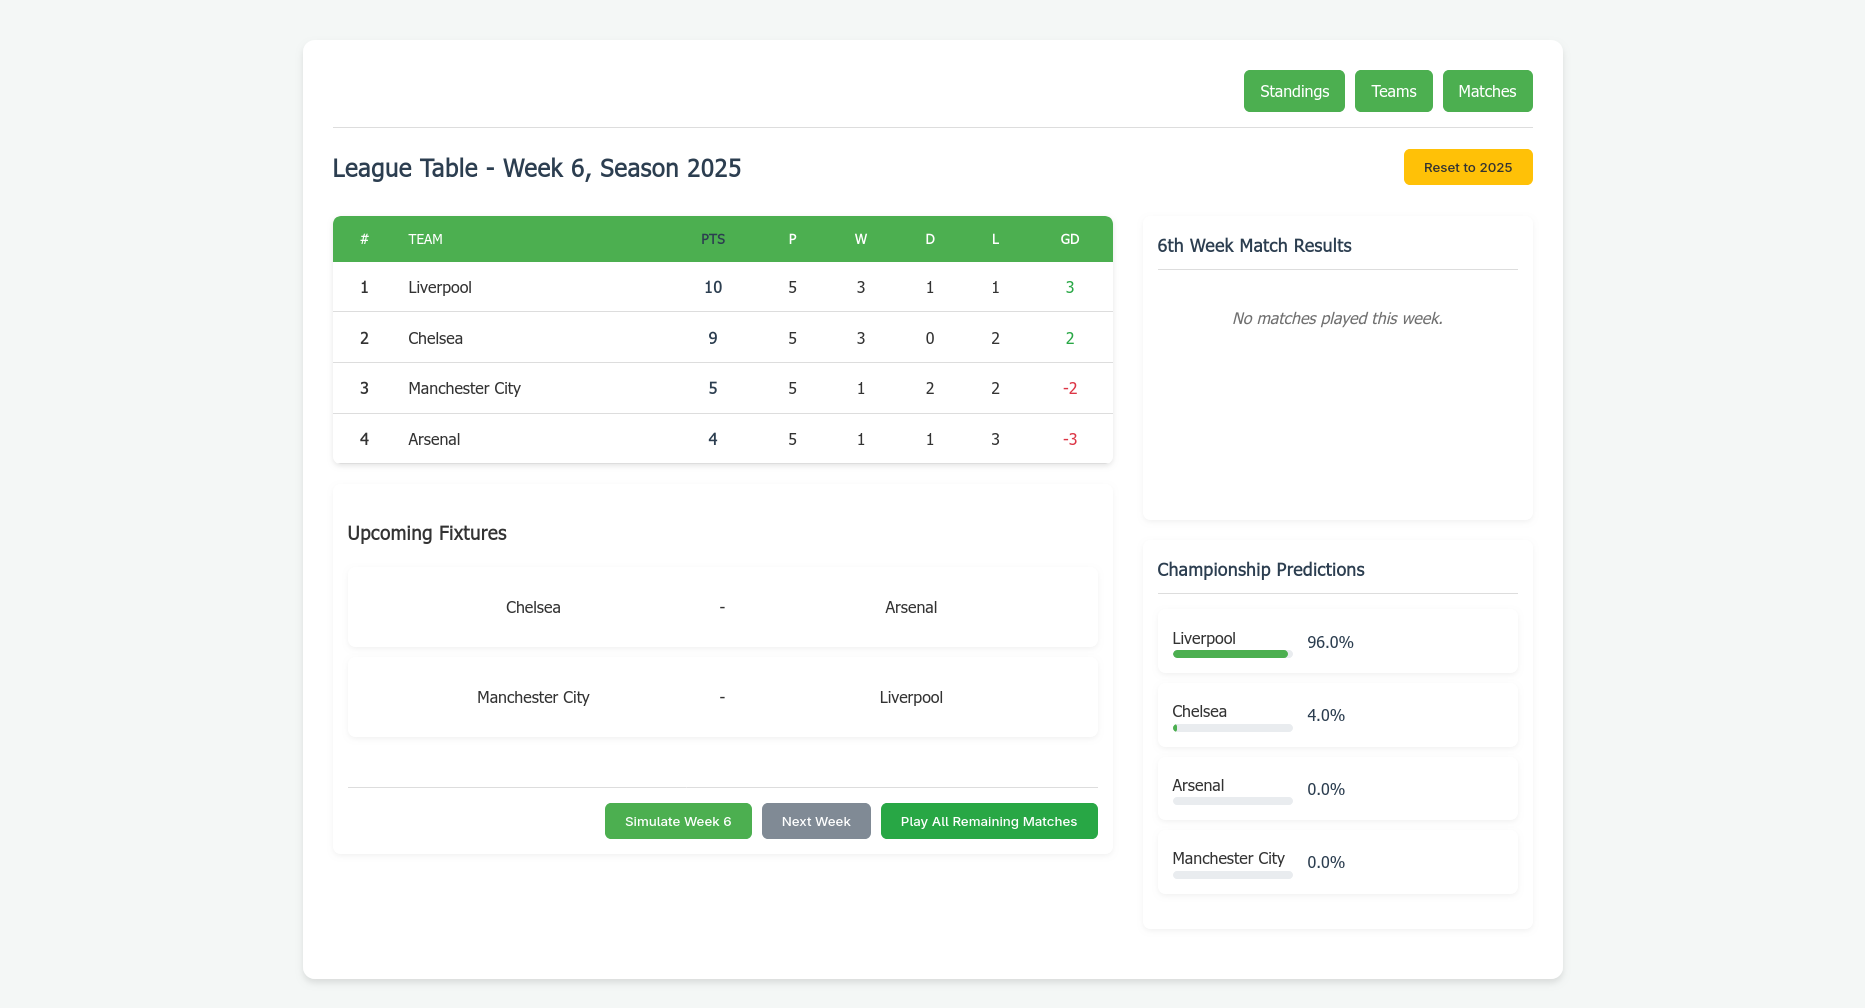 Standings Teams Matches
League Table - Week 6, Season 2025
Reset to 2025
# TEAM PTS P W D L GD
1 Liverpool 10 5 3 1 1 3
2 Chelsea 9 5 3 0 2 2
3 Manchester City 5 5 1 2 2 -2
4 Arsenal 4 5 1 1 3 -3
Upcoming Fixtures
Chelsea - Arsenal
Manchester City - Liverpool
Simulate Week 6 Next Week Play All Remaining Matches
6th Week Match Results
No matches played this week.
Championship Predictions
Liverpool 96.0%
Chelsea 4.0%
Arsenal 0.0%
Manchester City 0.0%